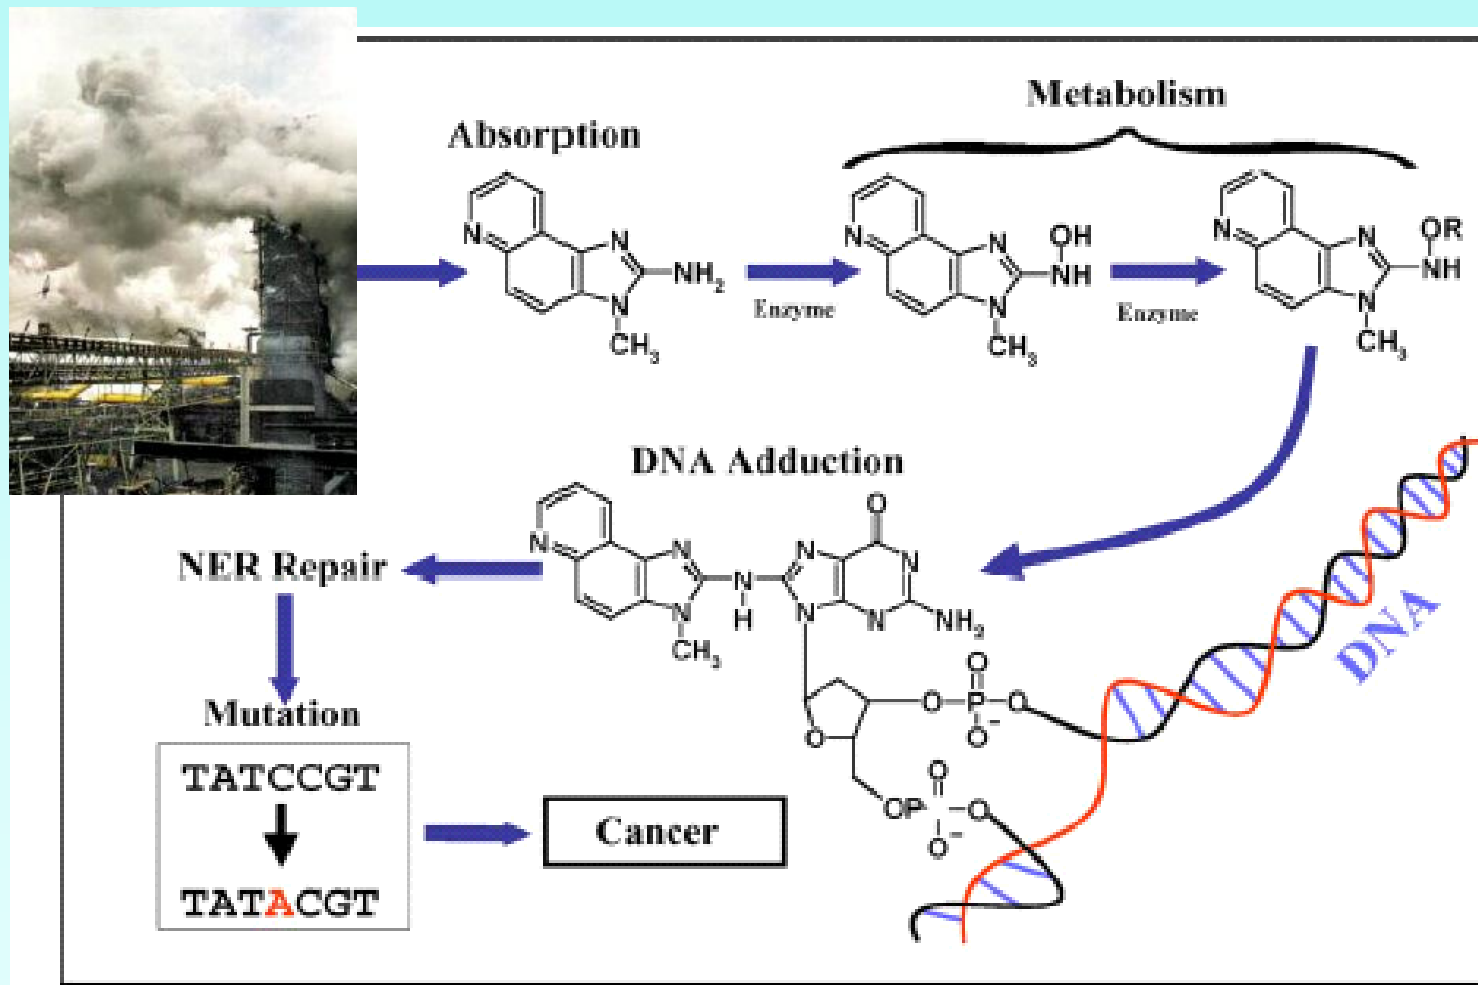 Metabolism
Absorption
N
N
N
NH2
CH3
Enzyme
N
N
N
OH
NH
CH3
Enzyme
N
N
N
OR
NH
CH3
DNA Adduction
N
N
N
CH3
N
H
N
N
O
N
N
NH2
NER Repair
DNA
O
O
P
O
O−
O
Mutation
TATCCGT
O
OP
O
O−
Cancer
TATACGT